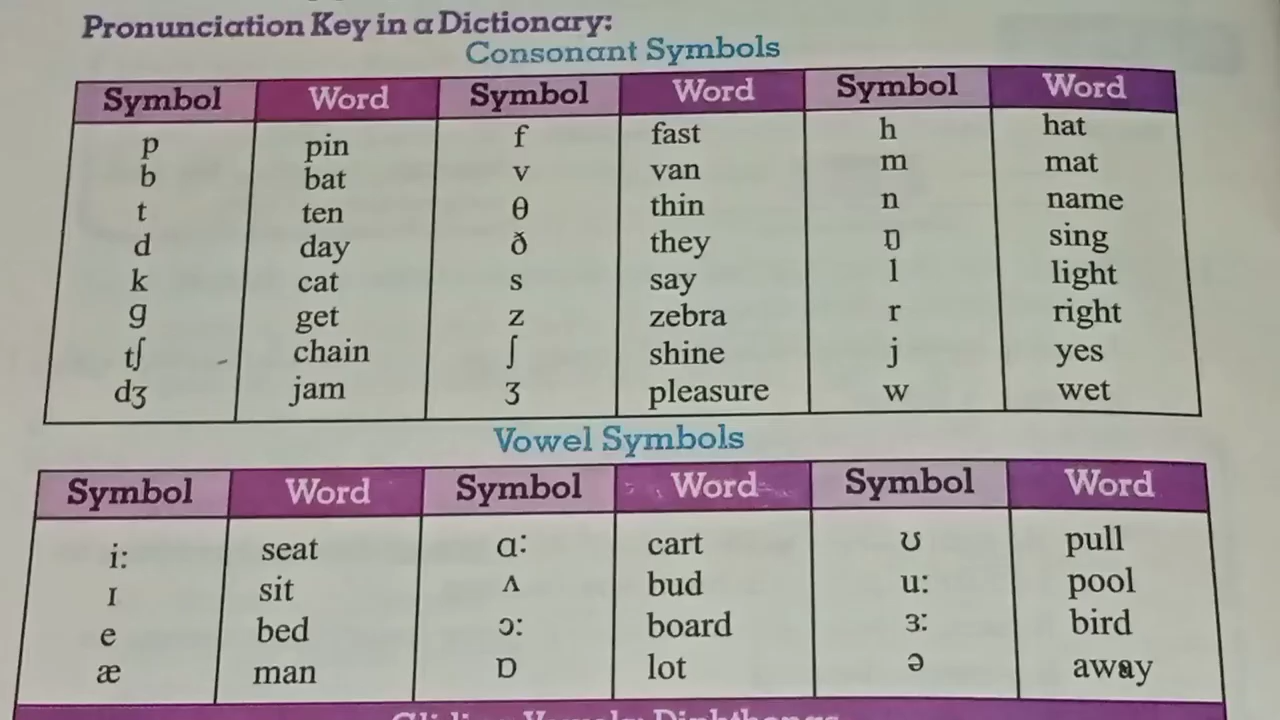 Pronunciation Key in a Dictionary:
Consonant Symbols
Symbol Word Symbol Word Symbol Word
p pin f fast h hat
b bat v van m mat
t ten θ thin n name
d day ð they ŋ sing
k cat s say l light
g get z zebra r right
tʃ chain ʃ shine j yes
dʒ jam ʒ pleasure w wet
Vowel Symbols
Symbol Word Symbol Word Symbol Word
i: seat ɑ: cart ʊ pull
ɪ sit ʌ bud u: pool
e bed ɔ: board ɜ: bird
æ man ɒ lot ə away
Gliding Vowels: Diphthongs